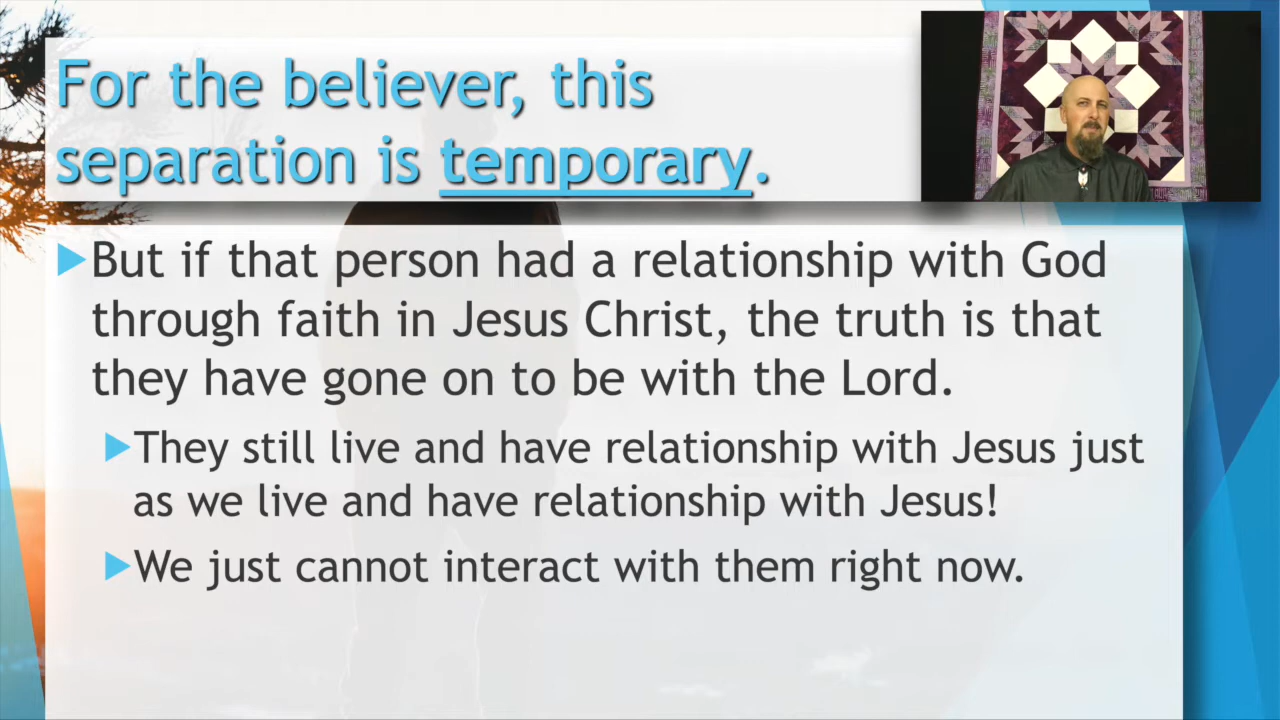 For the believer, this
separation is temporary.
But if that person had a relationship with God
through faith in Jesus Christ, the truth is that
they have gone on to be with the Lord.
They still live and have relationship with Jesus just
as we live and have relationship with Jesus!
We just cannot interact with them right now.